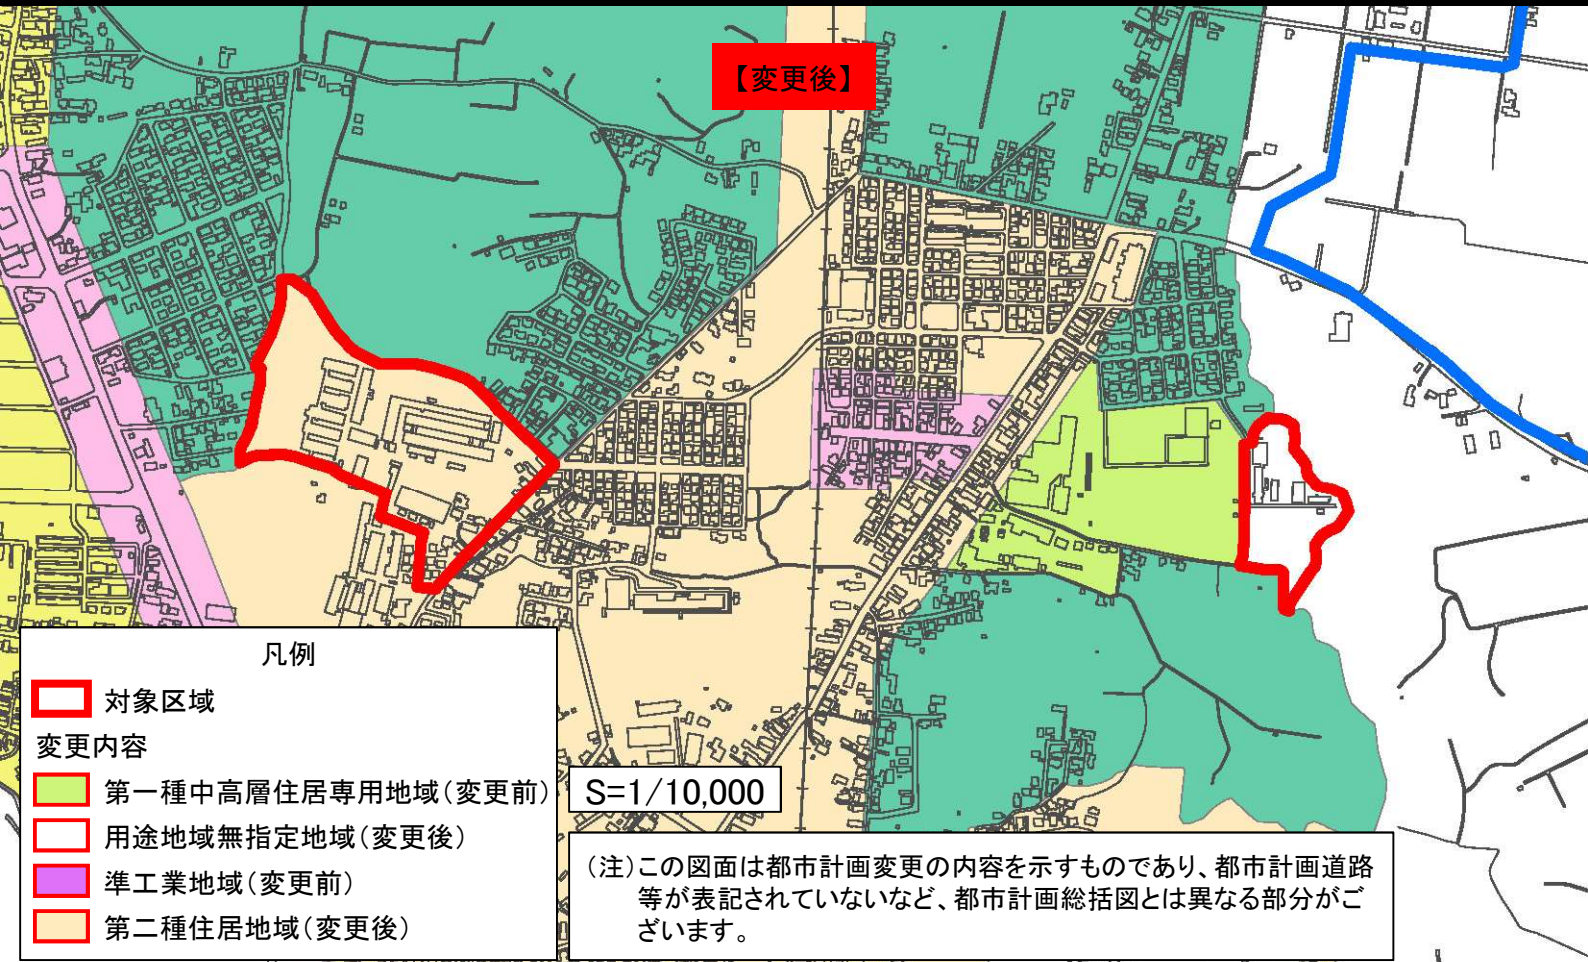 【変更後】
凡例
対象区域
変更内容
第一種中高層住居専用地域(変更前)
用途地域無指定地域(変更後)
準工業地域(変更前)
第二種住居地域(変更後)
S=1/10,000
(注)この図面は都市計画変更の内容を示すものであり、都市計画道路
等が表記されていないなど、都市計画総括図とは異なる部分がご
ざいます。